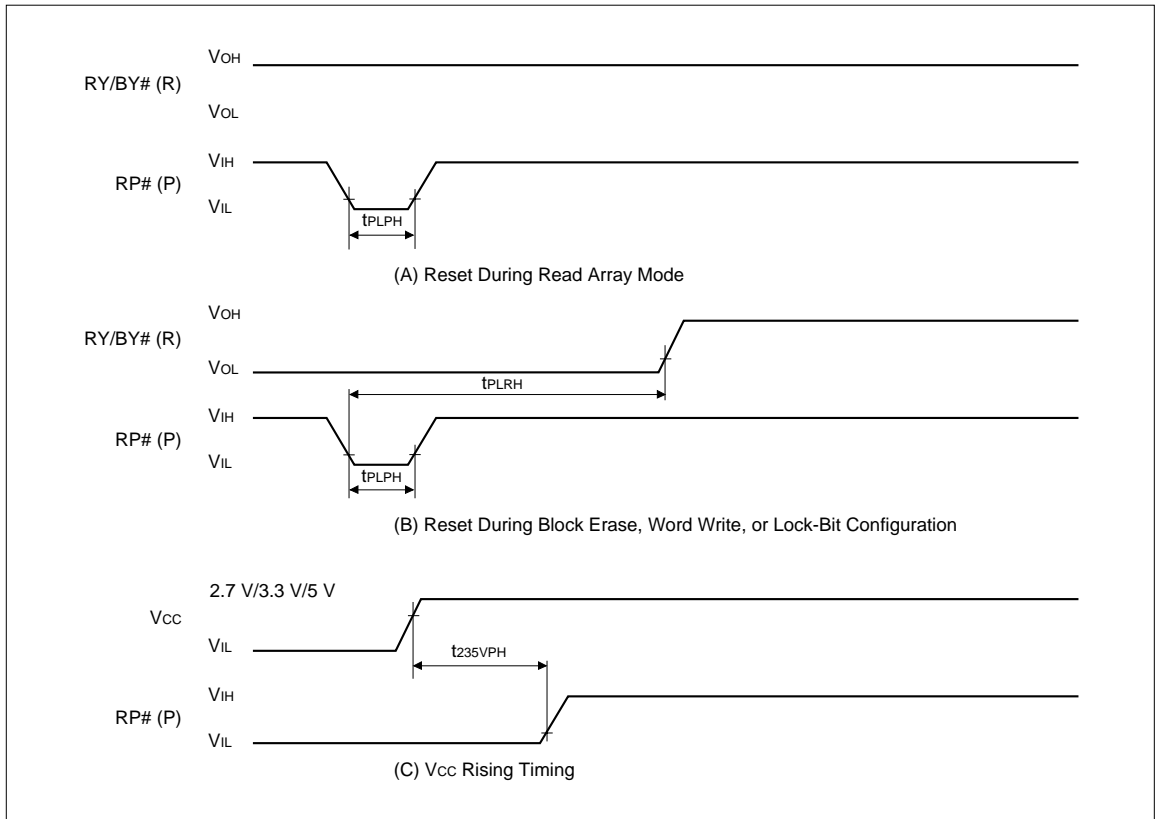 VOH
RY/BY# (R)
VOL
VIH
RP# (P)
VIL
tPLPH
(A) Reset During Read Array Mode
VOH
RY/BY# (R)
VOL
tPLRH
VIH
RP# (P)
VIL
tPLPH
(B) Reset During Block Erase, Word Write, or Lock-Bit Configuration
2.7 V/3.3 V/5 V
VCC
VIL
t235VPH
VIH
RP# (P)
VIL
(C) VCC Rising Timing